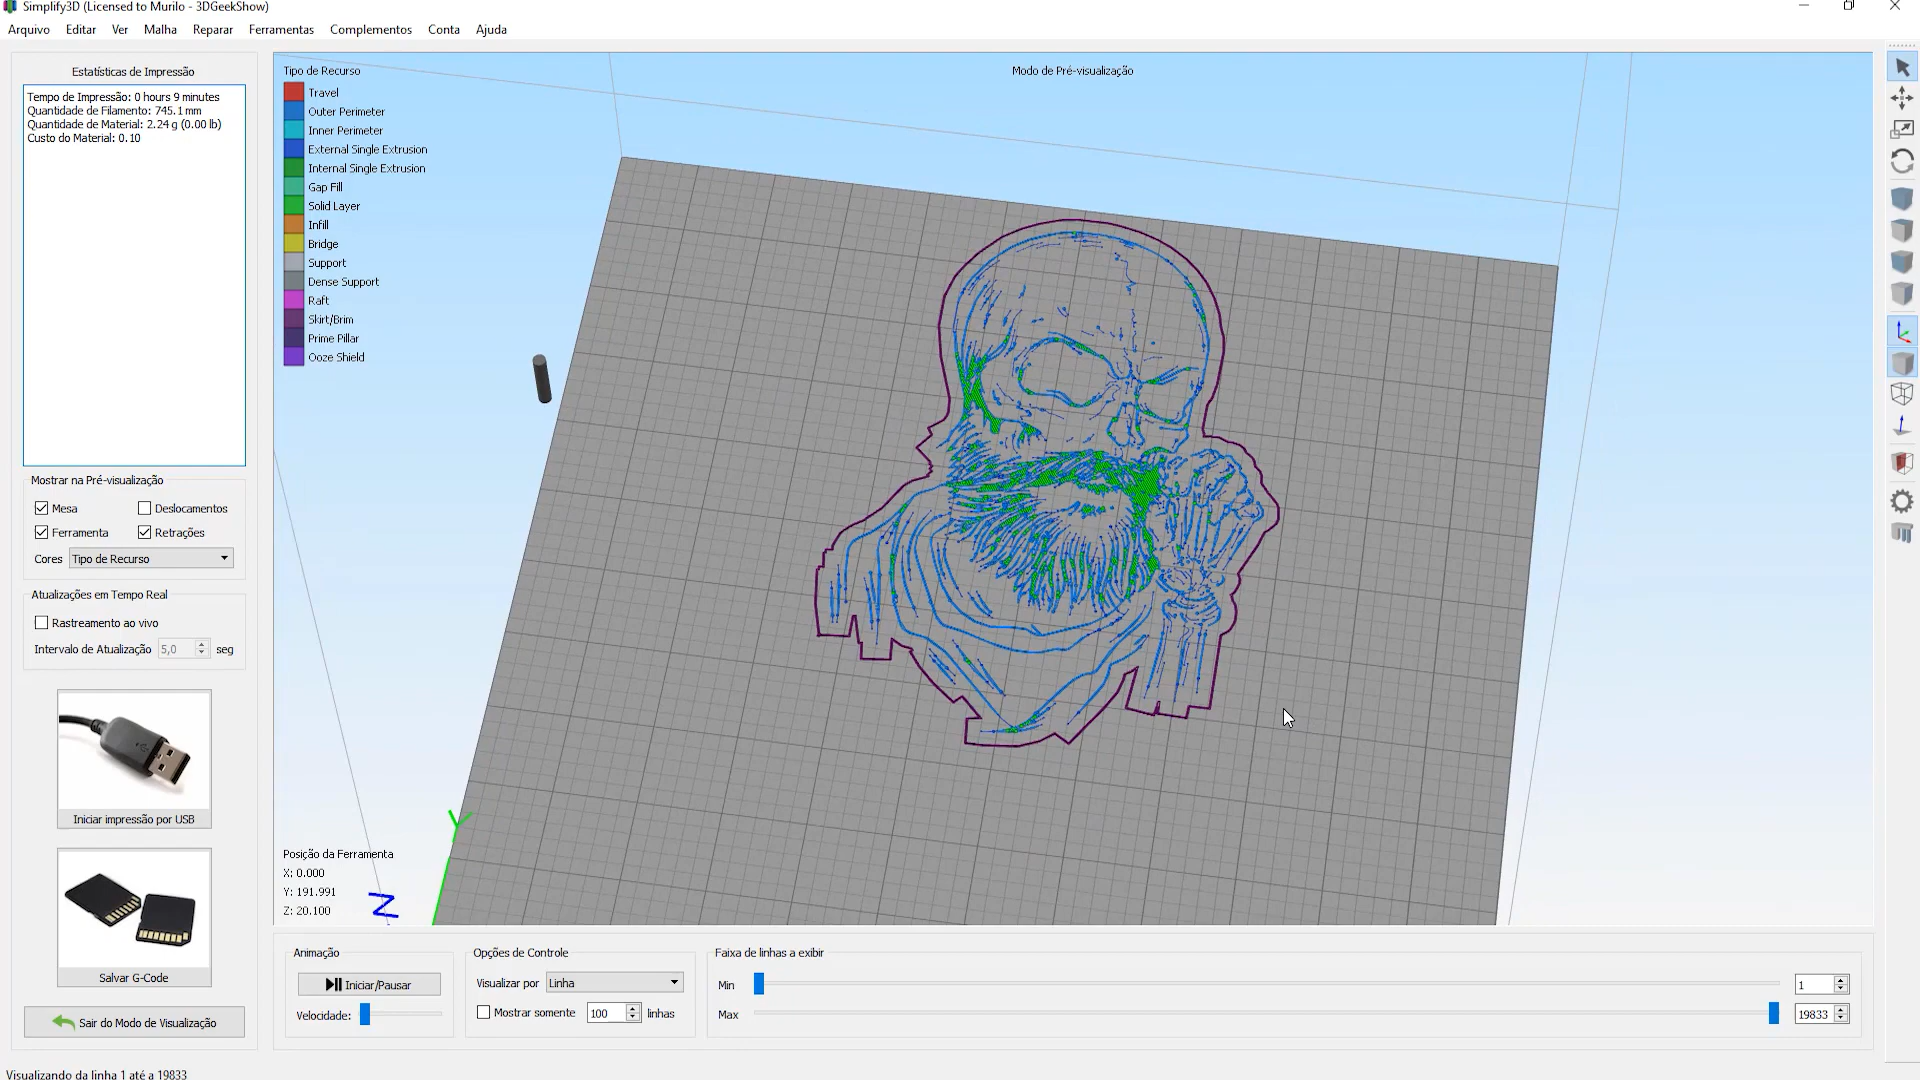 Simplify3D (Licensed to Murilo - 3DGeekShow)
Arquivo Editar Ver Malha Reparar Ferramentas Complementos Conta Ajuda
Estatísticas de Impressão
Tempo de Impressão: 0 hours 9 minutes
Quantidade de Filamento: 745.1 mm
Quantidade de Material: 2.24 g (0.00 lb)
Custo do Material: 0.10
Mostrar na Pré-visualização
Mesa Deslocamentos
Ferramenta Retrações
Cores Tipo de Recurso
Atualizações em Tempo Real
Rastreamento ao vivo
Intervalo de Atualização 5,0 seg
Iniciar impressão por USB
Salvar G-Code
Sair do Modo de Visualização
Tipo de Recurso
Travel
Outer Perimeter
Inner Perimeter
External Single Extrusion
Internal Single Extrusion
Gap Fill
Solid Layer
Infill
Bridge
Support
Dense Support
Raft
Skirt/Brim
Prime Pillar
Ooze Shield
Modo de Pré-visualização
Y
Z
Posição da Ferramenta
X: 0.000
Y: 191.991
Z: 20.100
Animação
Iniciar/Pausar
Velocidade:
Opções de Controle
Visualizar por Linha
Mostrar somente 100 linhas
Faixa de linhas a exibir
Min 1
Max 19833
Visualizando da linha 1 até a 19833